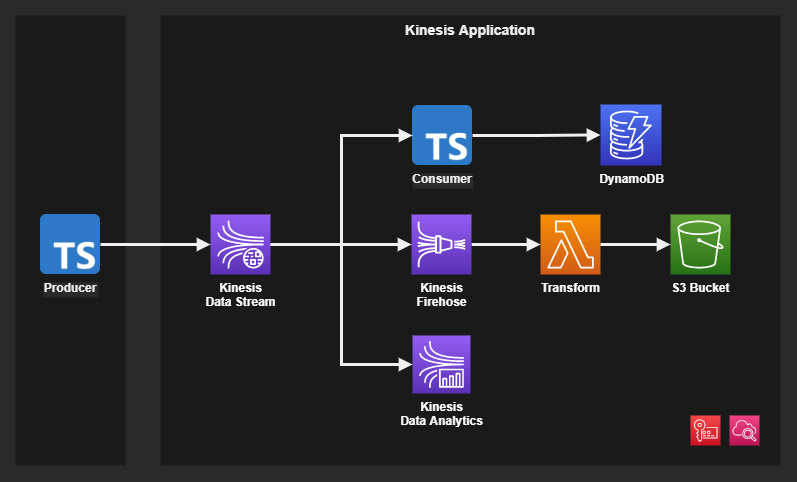 Kinesis Application
TS
Consumer
DynamoDB
TS
Producer
Kinesis
Data Stream
Kinesis
Firehose
Transform
S3 Bucket
Kinesis
Data Analytics